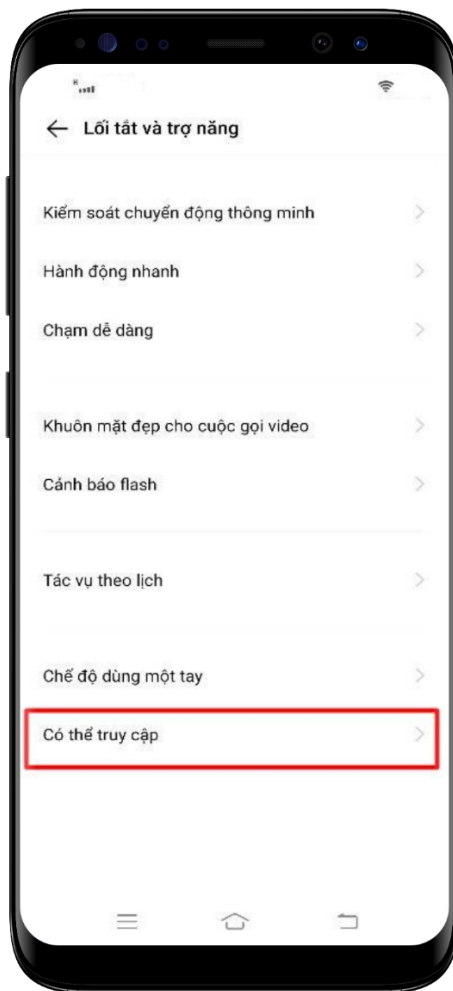 Lối tắt và trợ năng
Kiểm soát chuyển động thông minh
Hành động nhanh
Chạm dễ dàng
Khuôn mặt đẹp cho cuộc gọi video
Cảnh báo flash
Tác vụ theo lịch
Chế độ dùng một tay
Có thể truy cập